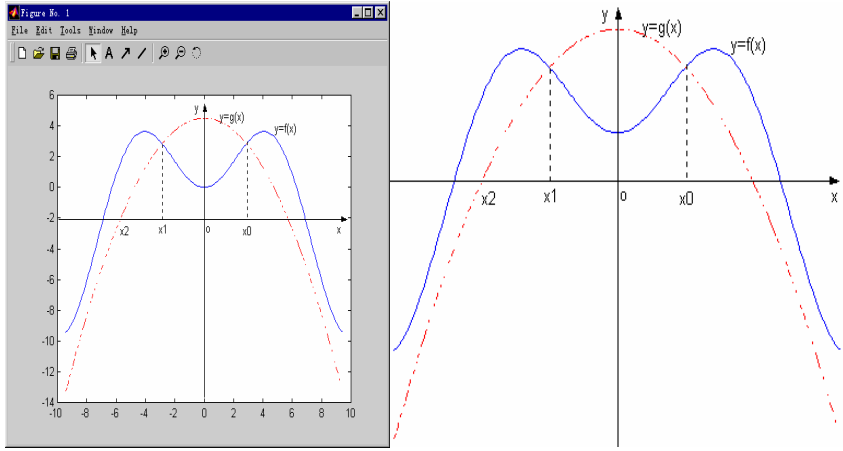 Figure No. 1
File Edit Tools Window Help
6
4
2
0
-2
-4
-6
-8
-10
-12
-14
-10 -8 -6 -4 -2 0 2 4 6 8 10
y
y=g(x)
y=f(x)
x2 x1 o x0 x
y
y=g(x)
y=f(x)
x2 x1 o x0 x